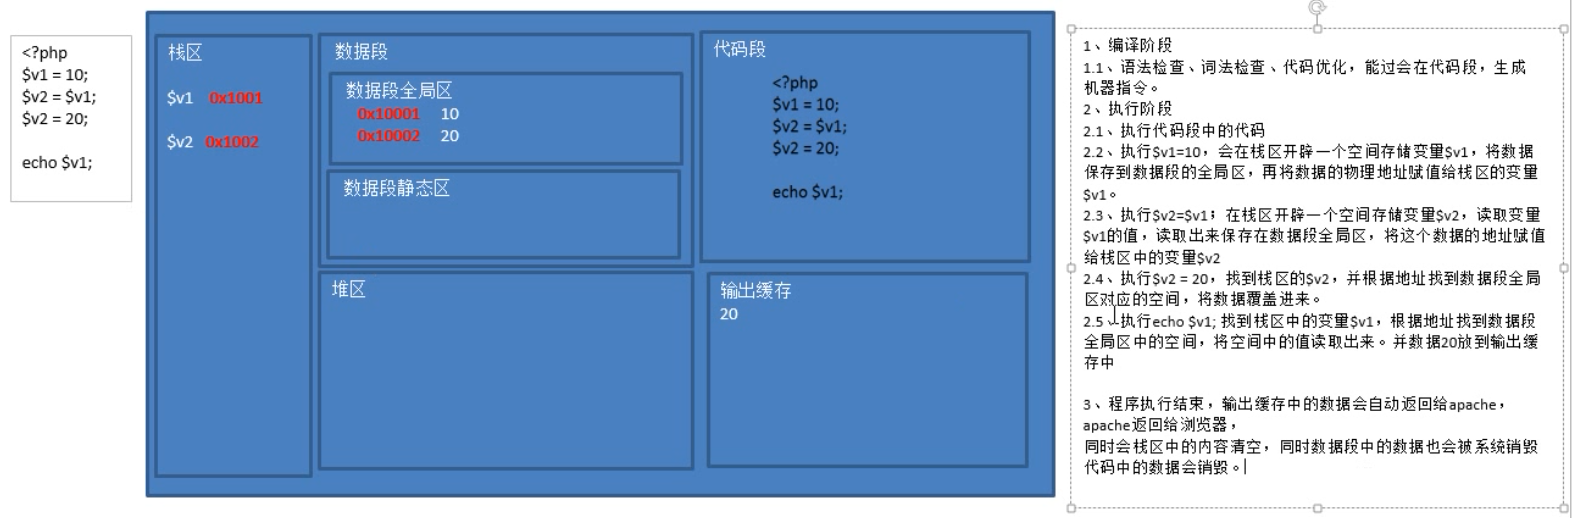 <?php
$v1 = 10;
$v2 = $v1;
$v2 = 20;
echo $v1;
栈区
$v1 0x1001
$v2 0x1002
数据段
数据段全局区
0x10001 10
0x10002 20
数据段静态区
堆区
代码段
<?php
$v1 = 10;
$v2 = $v1;
$v2 = 20;
echo $v1;
输出缓存
20
1、编译阶段
1.1、语法检查、词法检查、代码优化，能过会在代码段，生成
机器指令。
2、执行阶段
2.1、执行代码段中的代码
2.2、执行$v1=10，会在栈区开辟一个空间存储变量$v1，将数据
保存到数据段的全局区，再将数据的物理地址赋值给栈区的变量
$v1。
2.3、执行$v2=$v1；在栈区开辟一个空间存储变量$v2，读取变量
$v1的值，读取出来保存在数据段全局区，将这个数据的地址赋值
给栈区中的变量$v2
2.4、执行$v2 = 20，找到栈区的$v2，并根据地址找到数据段全局
区对应的空间，将数据覆盖进来。
2.5、执行echo $v1; 找到栈区中的变量$v1，根据地址找到数据段
全局区中的空间，将空间中的值读取出来。并数据20放到输出缓
存中
3、程序执行结束，输出缓存中的数据会自动返回给apache，
apache返回给浏览器，
同时会栈区中的内容清空，同时数据段中的数据也会被系统销毁
代码中的数据会销毁。